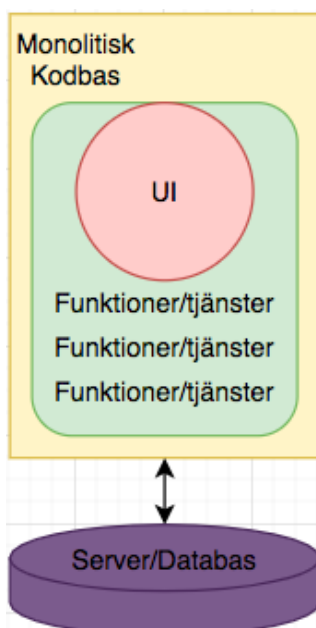 Monolitisk
Kodbas
UI
Funktioner/tjänster
Funktioner/tjänster
Funktioner/tjänster
Server/Databas